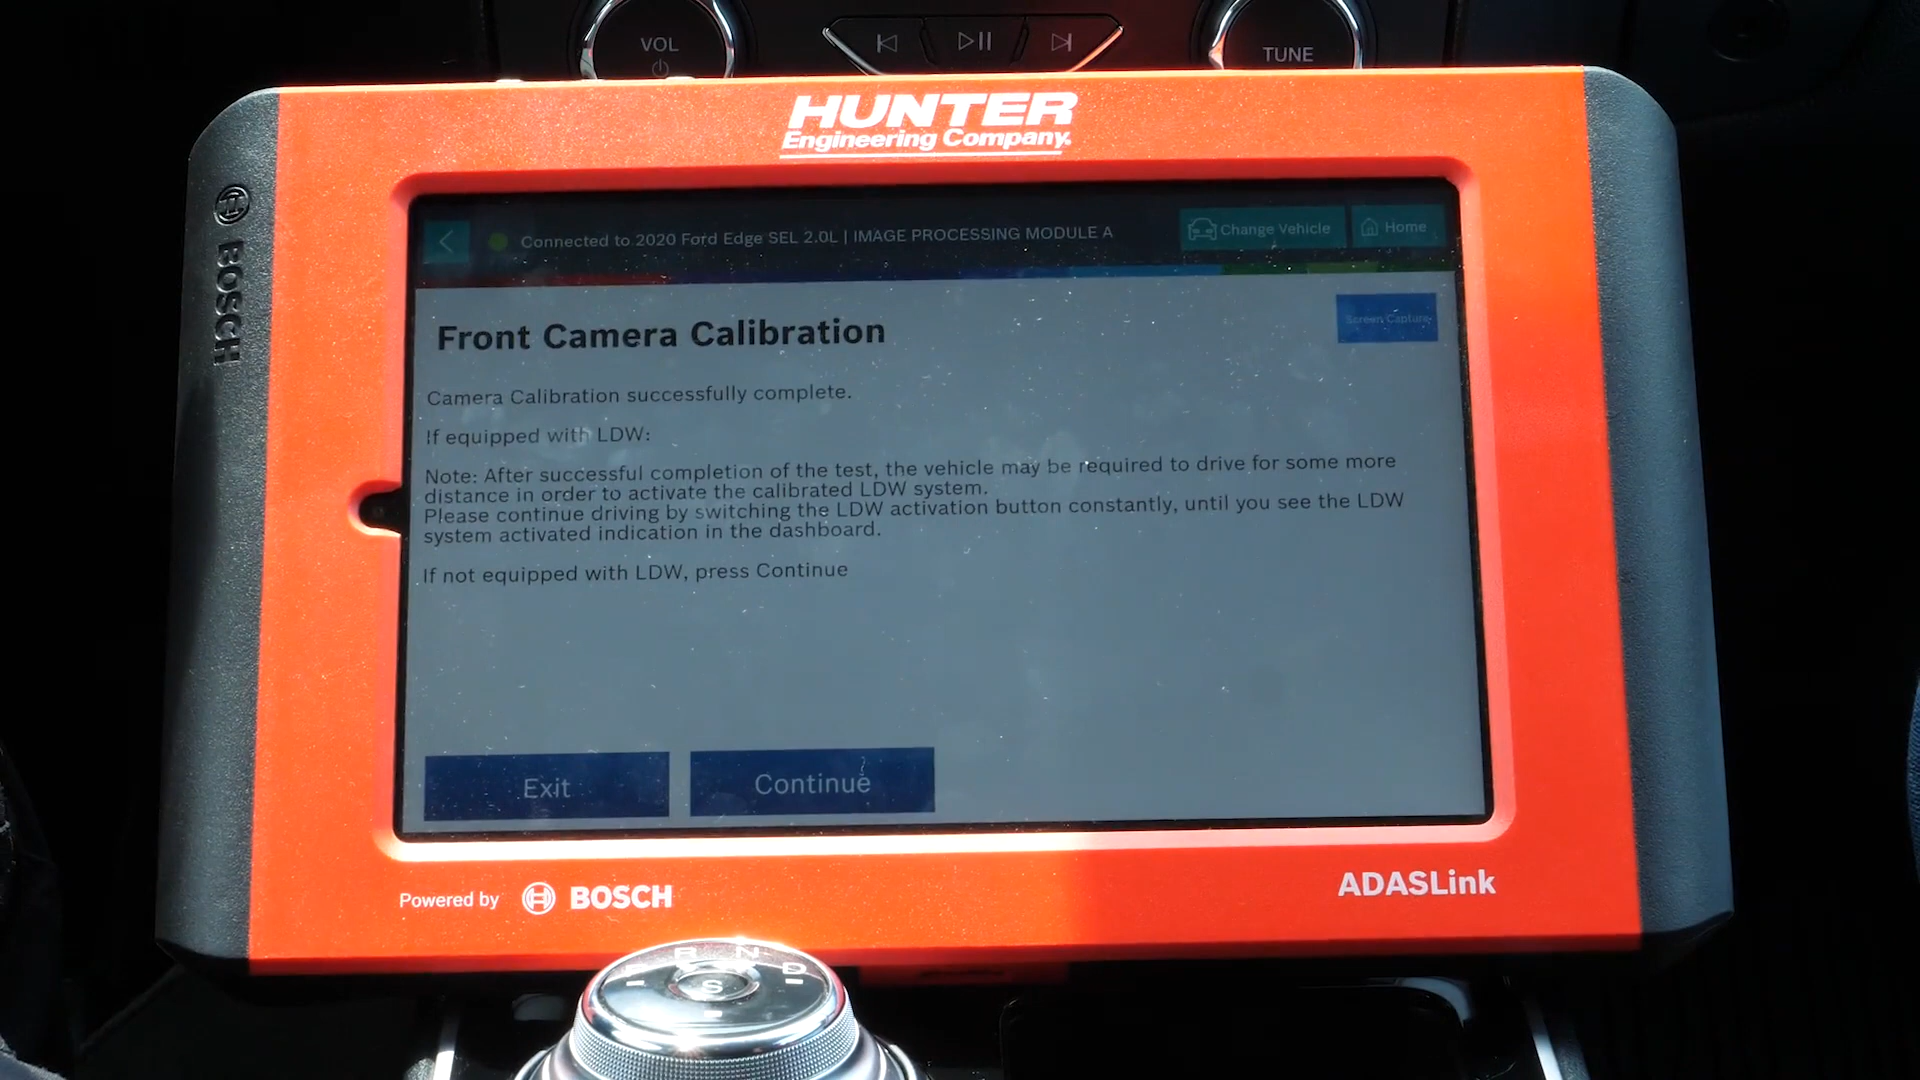 VOL
TUNE
HUNTER
Engineering Company.
BOSCH
Connected to 2020 Ford Edge SEL 2.0L | IMAGE PROCESSING MODULE A
Change Vehicle
Home
Front Camera Calibration
Screen Capture
Camera Calibration successfully complete.
If equipped with LDW:
Note: After successful completion of the test, the vehicle may be required to drive for some more
distance in order to activate the calibrated LDW system.
Please continue driving by switching the LDW activation button constantly, until you see the LDW
system activated indication in the dashboard.
If not equipped with LDW, press Continue
Exit
Continue
Powered by
BOSCH
ADASLink
R N D
S